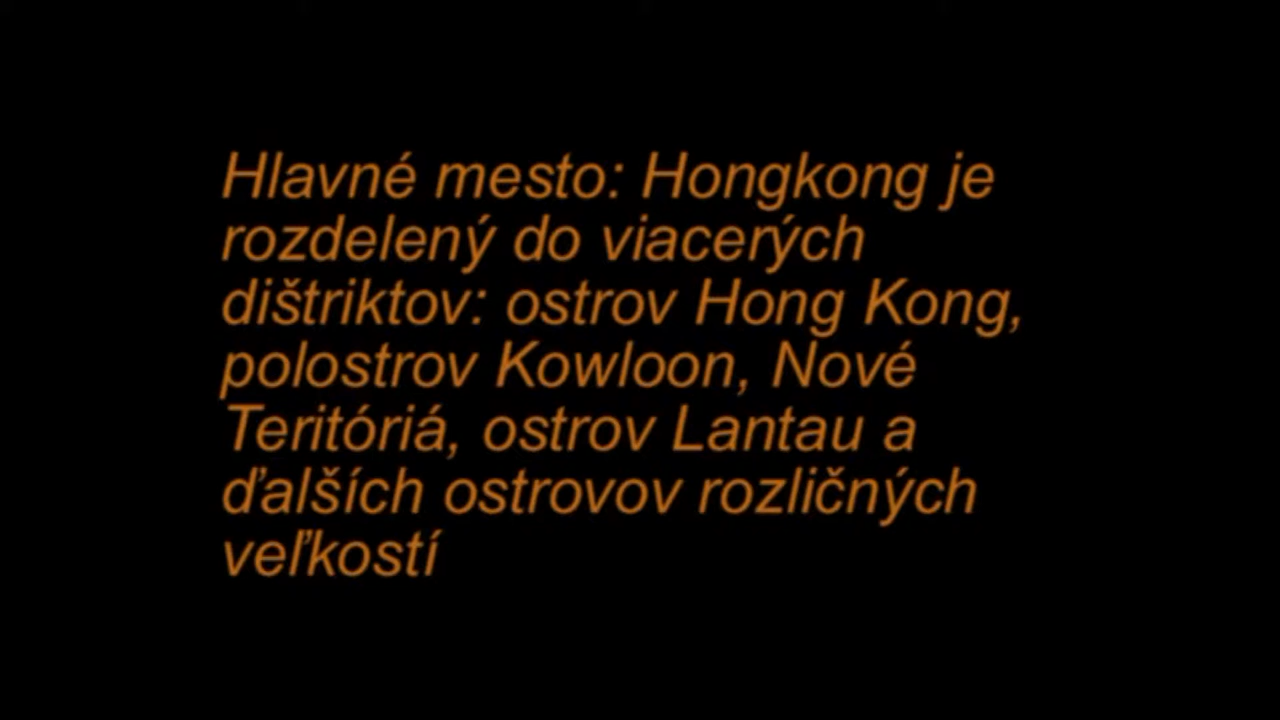 Hlavné mesto: Hongkong je
rozdelený do viacerých
dištriktov: ostrov Hong Kong,
polostrov Kowloon, Nové
Teritóriá, ostrov Lantau a
ďalších ostrovov rozličných
veľkostí